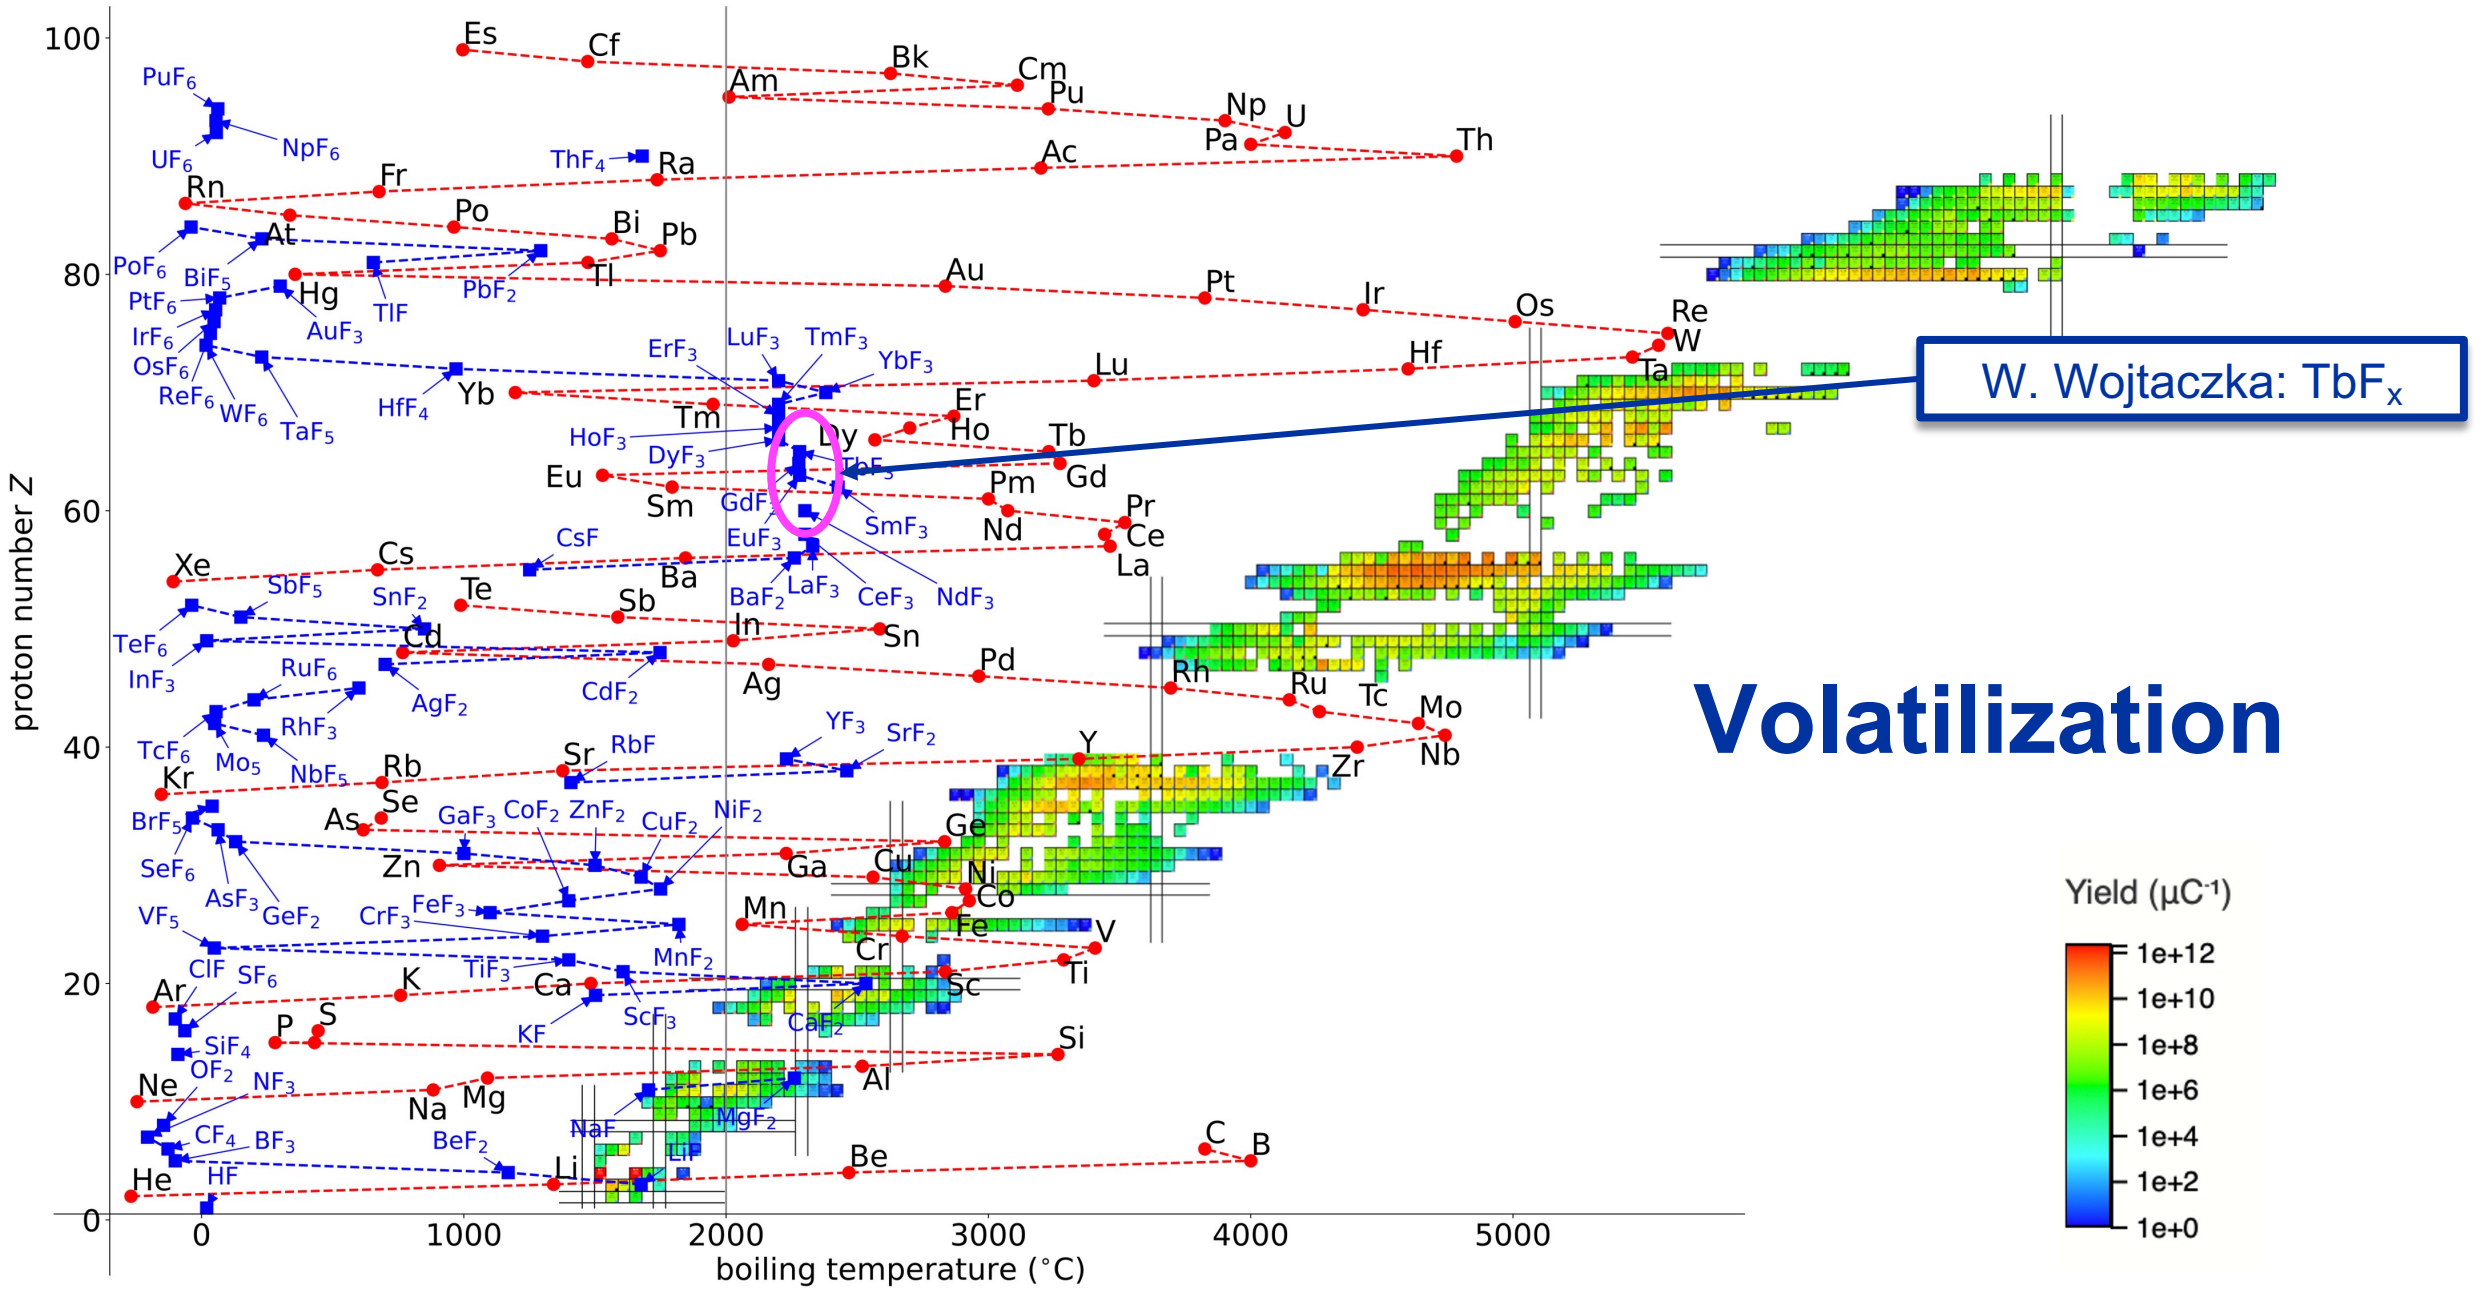 100
Es
Cf
Bk
Cm
Am
Pu
Np
U
PuF6
NpF6
UF6
Pa
Th
ThF4
Ra
Ac
Fr
Rn
Po
Bi
Pb
At
PoF6
BiF5
PbF2
Tl
80
Hg
TlF
Au
Pt
Ir
Os
Re
W
PtF6
IrF6
OsF6
ReF6
WF6
AuF3
TaF5
HfF4
ErF3
LuF3
TmF3
YbF3
Lu
Hf
Ta
W. Wojtaczka: TbFx
Yb
Tm
Er
Ho
Dy
Tb
HoF3
DyF3
TbF3
Eu
Gd
Sm
Pm
Pr
GdF
SmF3
60
Nd
Ce
EuF3
CsF
La
Xe
Cs
Ba
BaF2
LaF3
CeF3
NdF3
SbF5
SnF2
Te
Sb
In
Sn
TeF6
Cd
InF3
RuF6
Pd
Rh
CdF2
Ag
AgF2
Ru
Tc
Mo
RhF3
YF3
SrF2
Volatilization
40
TcF6
Mo5
NbF5
Sr
RbF
Y
Nb
Zr
Kr
Rb
Se
As
BrF5
GaF3
CoF2
ZnF2
CuF2
NiF2
Ge
SeF6
Zn
Ga
Cu
Ni
AsF3
GeF2
Co
VF5
CrF3
FeF3
Mn
Fe
V
Cr
MnF2
ClF
SF6
TiF3
Ti
20
Ar
K
Ca
Sc
ScF3
CaF2
P
S
KF
Si
SiF4
OF2
NF3
Ne
Na
Mg
Al
NaF
MgF2
CF4
BF3
BeF2
LiF
C
B
HF
He
Li
Be
0
0
1000
2000
3000
4000
5000
boiling temperature (°C)
proton number Z
Yield (μC-1)
1e+12
1e+10
1e+8
1e+6
1e+4
1e+2
1e+0